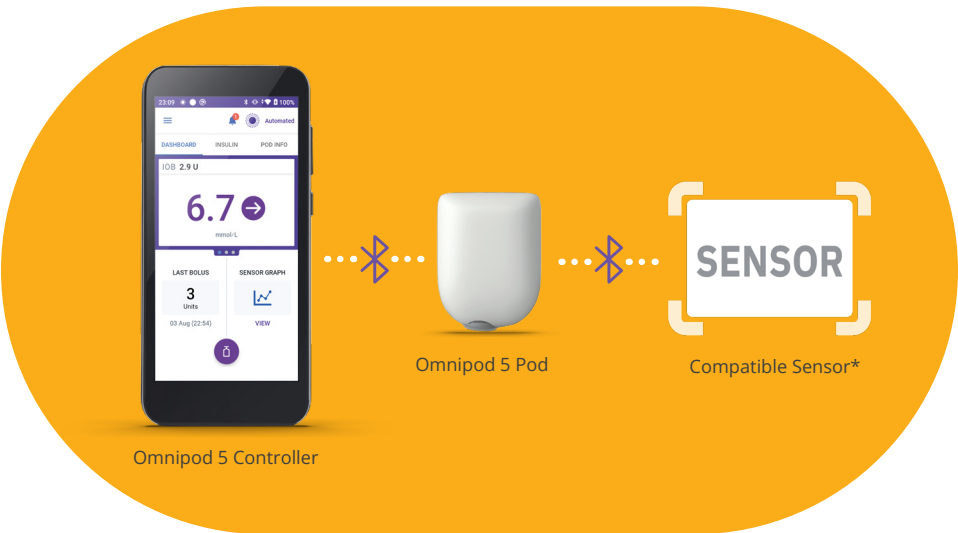 23:09 100%
1
Automated
DASHBOARD INSULIN POD INFO
IOB 2.9 U
6.7
mmol/L
LAST BOLUS SENSOR GRAPH
3
Units
03 Aug (22:54) VIEW
SENSOR
Omnipod 5 Pod
Compatible Sensor*
Omnipod 5 Controller